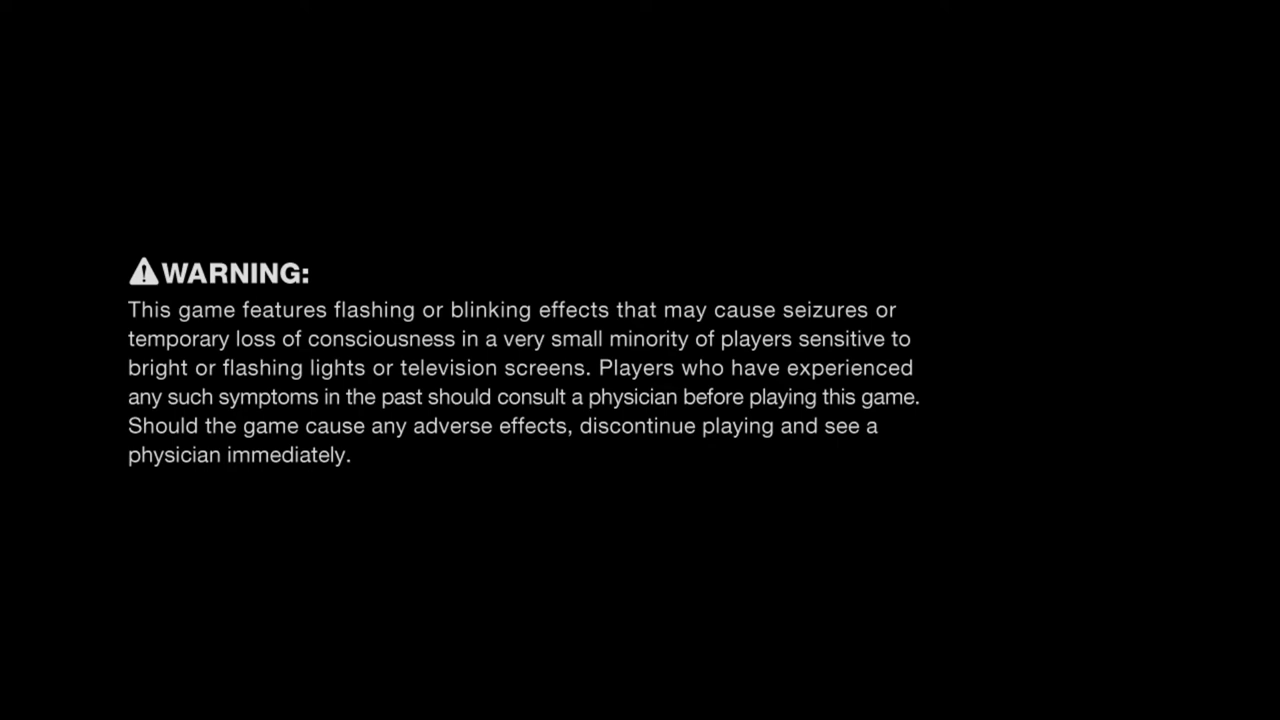 ⚠WARNING:
This game features flashing or blinking effects that may cause seizures or
temporary loss of consciousness in a very small minority of players sensitive to
bright or flashing lights or television screens. Players who have experienced
any such symptoms in the past should consult a physician before playing this game.
Should the game cause any adverse effects, discontinue playing and see a
physician immediately.